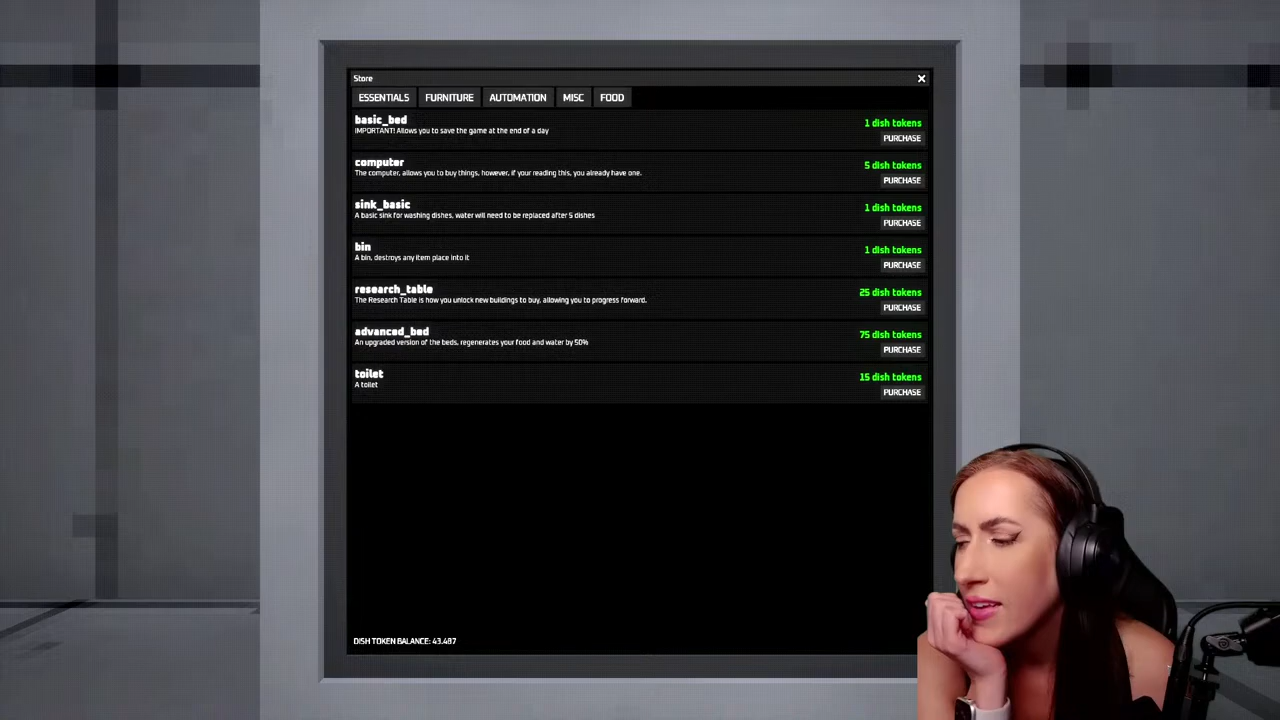 Store
ESSENTIALS FURNITURE AUTOMATION MISC FOOD
basic_bed
IMPORTANT! Allows you to save the game at the end of a day
1 dish tokens
PURCHASE
computer
The computer, allows you to buy things, however, if your reading this, you already have one.
5 dish tokens
PURCHASE
sink_basic
A basic sink for washing dishes, water will need to be replaced after 5 dishes
1 dish tokens
PURCHASE
bin
A bin, destroys any item place into it
1 dish tokens
PURCHASE
research_table
The Research Table is how you unlock new buildings to buy, allowing you to progress forward.
25 dish tokens
PURCHASE
advanced_bed
An upgraded version of the beds, regenerates your food and water by 50%
75 dish tokens
PURCHASE
toilet
A toilet
15 dish tokens
PURCHASE
DISH TOKEN BALANCE: 43.487